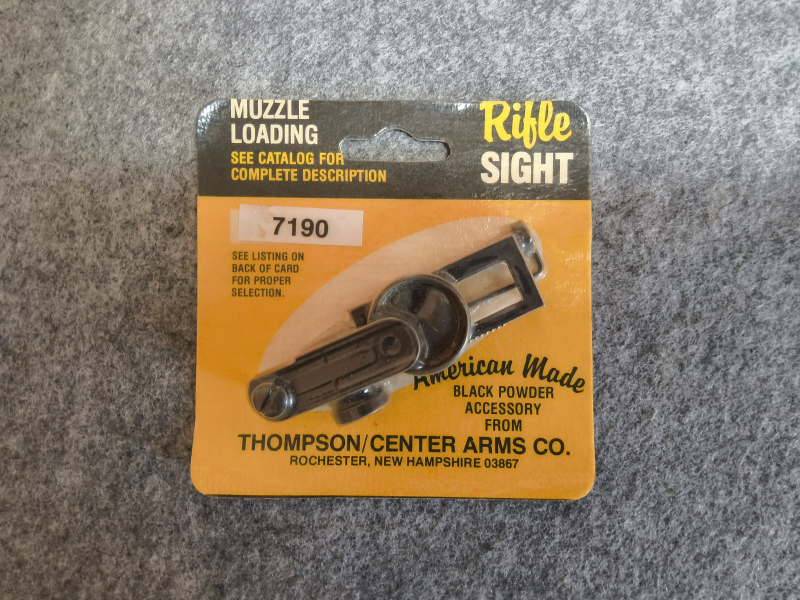 MUZZLE
LOADING
SEE CATALOG FOR
COMPLETE DESCRIPTION
Rifle
SIGHT
7190
SEE LISTING ON
BACK OF CARD
FOR PROPER
SELECTION.
American Made
BLACK POWDER
ACCESSORY
FROM
THOMPSON/CENTER ARMS CO.
ROCHESTER, NEW HAMPSHIRE 03867